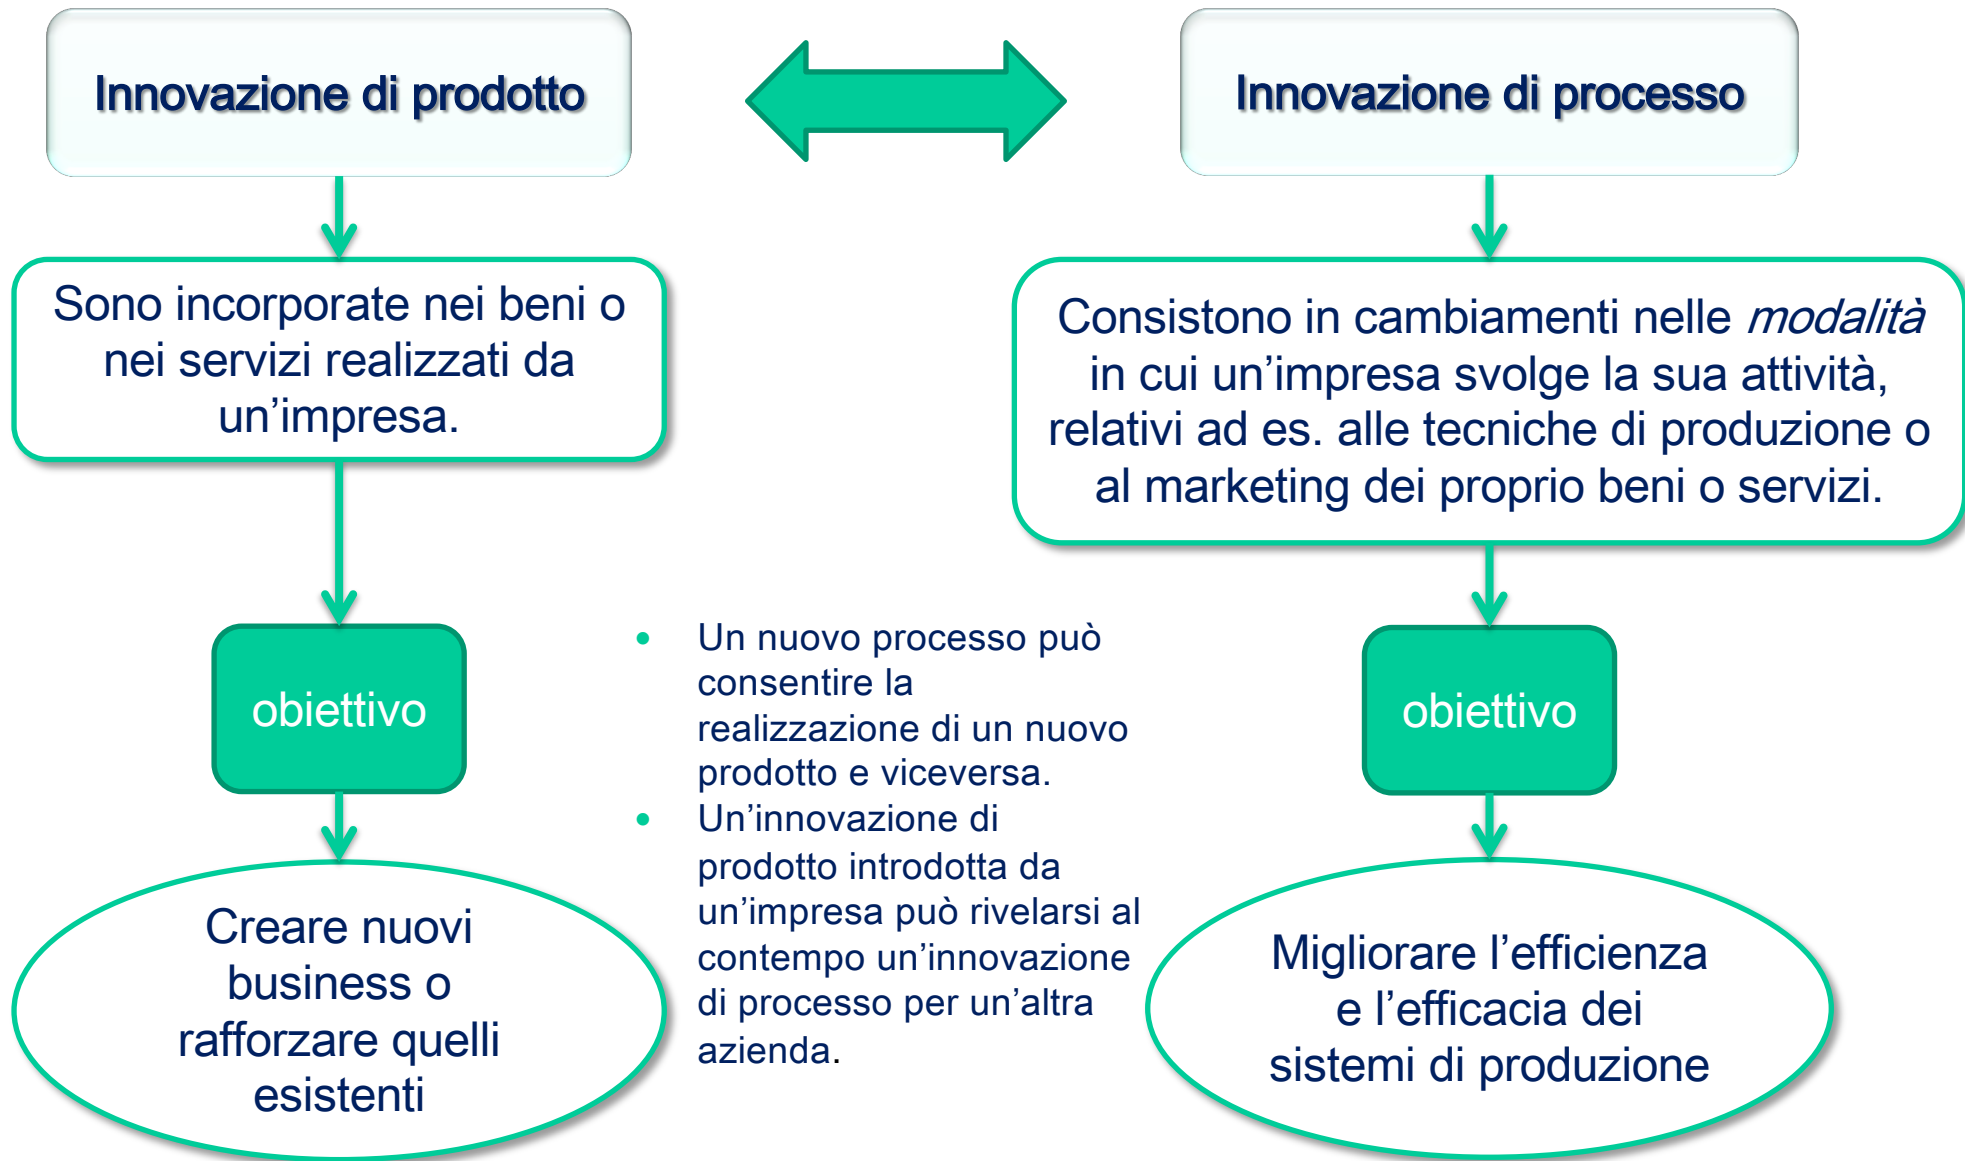 Innovazione di prodotto
Innovazione di processo
Sono incorporate nei beni o
nei servizi realizzati da
un’impresa.
Consistono in cambiamenti nelle modalità
in cui un’impresa svolge la sua attività,
relativi ad es. alle tecniche di produzione o
al marketing dei proprio beni o servizi.
obiettivo
• Un nuovo processo può
consentire la
realizzazione di un nuovo
prodotto e viceversa.
• Un’innovazione di
prodotto introdotta da
un’impresa può rivelarsi al
contempo un’innovazione
di processo per un’altra
azienda.
obiettivo
Creare nuovi
business o
rafforzare quelli
esistenti
Migliorare l’efficienza
e l’efficacia dei
sistemi di produzione